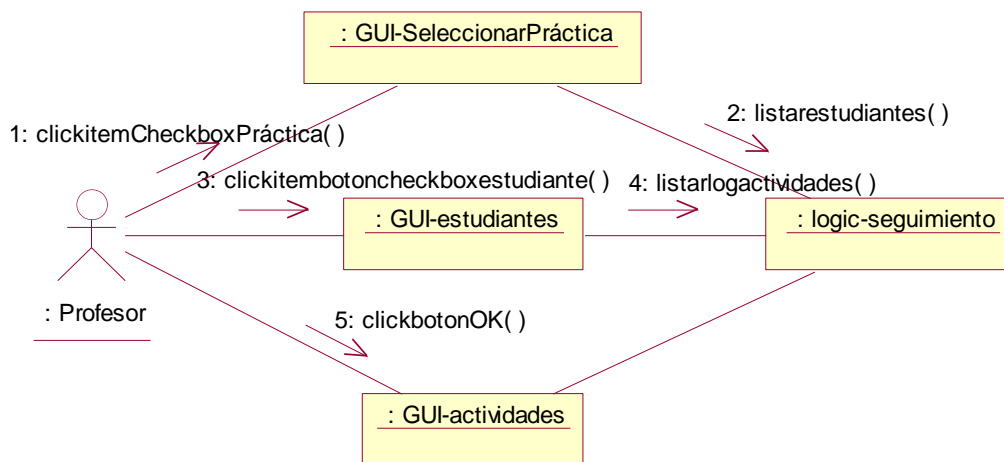 : GUI-SeleccionarPráctica
1: clickitemCheckboxPráctica( )
2: listarestudiantes( )
3: clickitembotoncheckboxestudiante( )
4: listarlogactividades( )
: GUI-estudiantes
: logic-seguimiento
: Profesor
5: clickbotonOK( )
: GUI-actividades